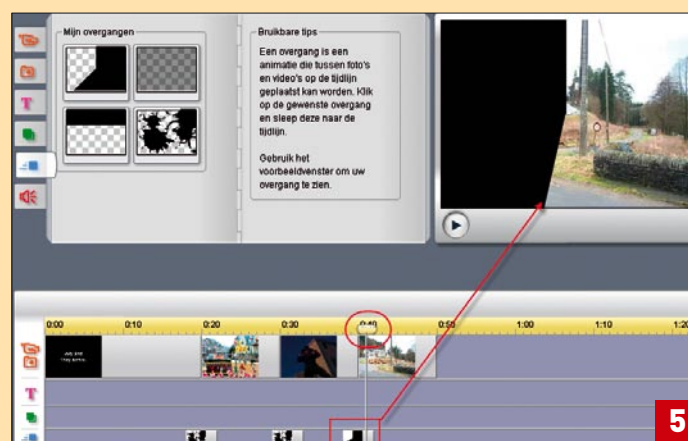 Mijn overgangen
Bruikbare tips
Een overgang is een
animatie die tussen foto's
en video's op de tijdlijn
geplaatst kan worden. Klik
op de gewenste overgang
en sleep deze naar de
tijdlijn.
Gebruik het
voorbeeldvenster om uw
overgang te zien.
T
0:00 0:10 0:20 0:30 0:40 0:50 1:00 1:10 1:20
T
5